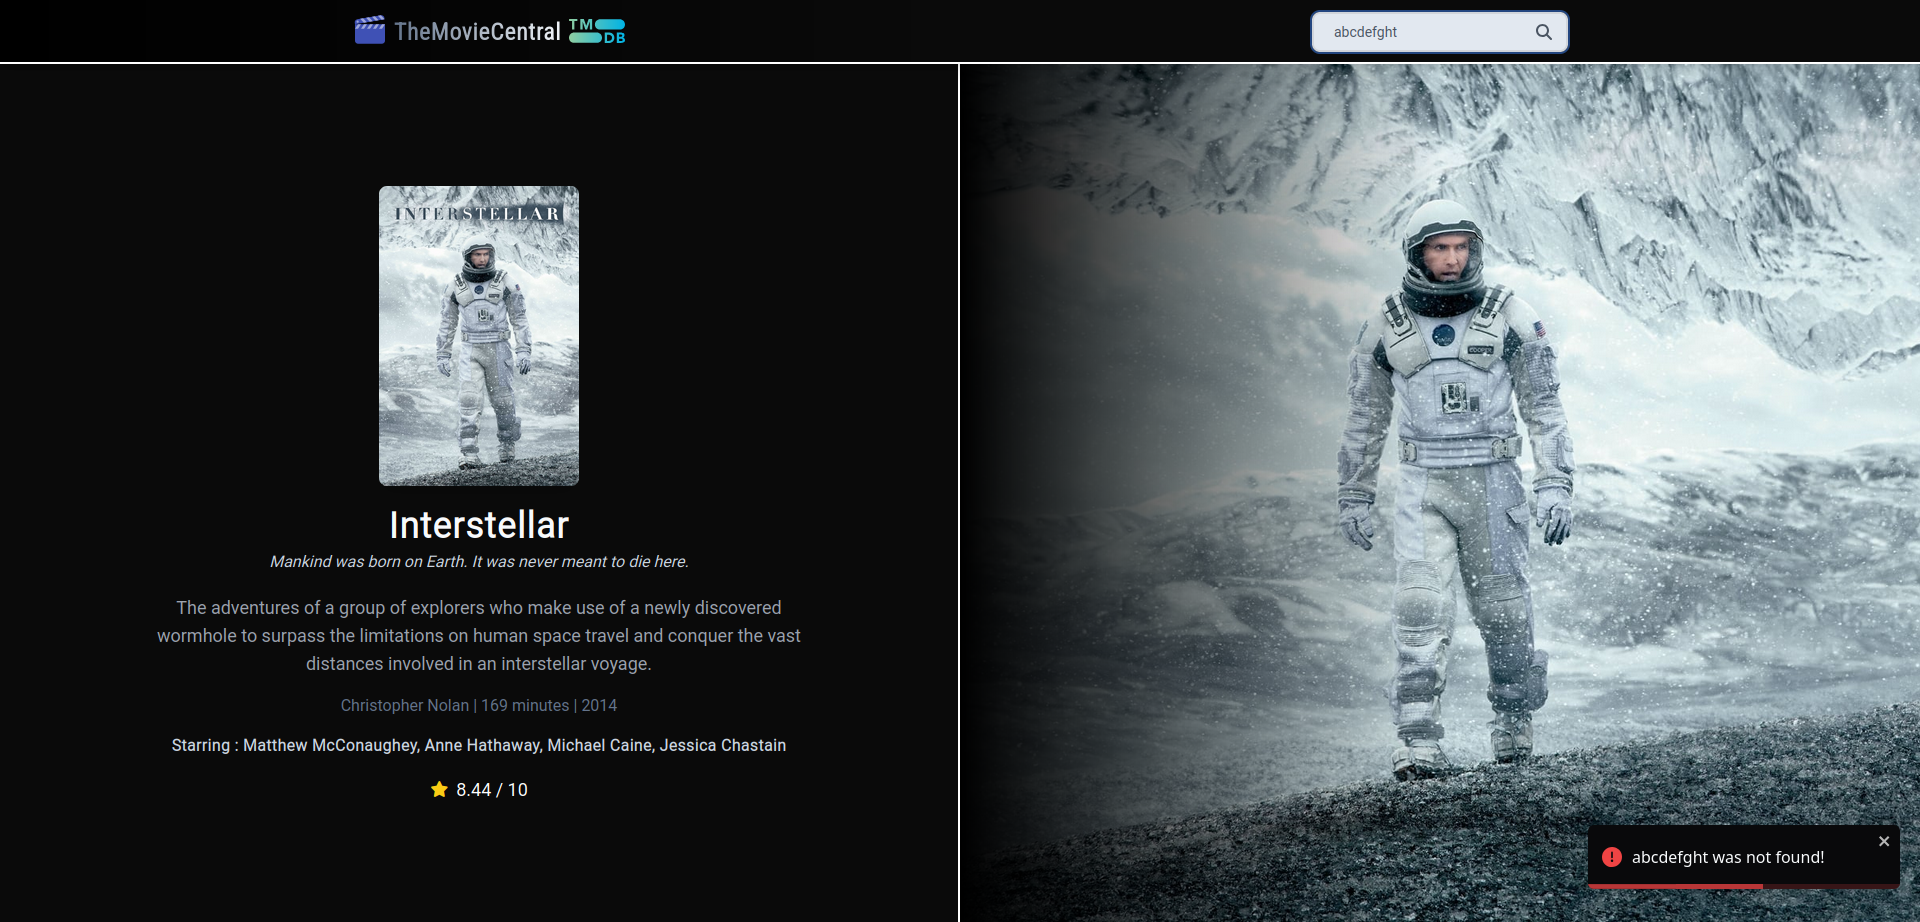 TheMovieCentral TM DB
abcdefght
INTERSTELLAR
Interstellar
Mankind was born on Earth. It was never meant to die here.
The adventures of a group of explorers who make use of a newly discovered
wormhole to surpass the limitations on human space travel and conquer the vast
distances involved in an interstellar voyage.
Christopher Nolan | 169 minutes | 2014
Starring : Matthew McConaughey, Anne Hathaway, Michael Caine, Jessica Chastain
8.44 / 10
COOPER
abcdefght was not found!